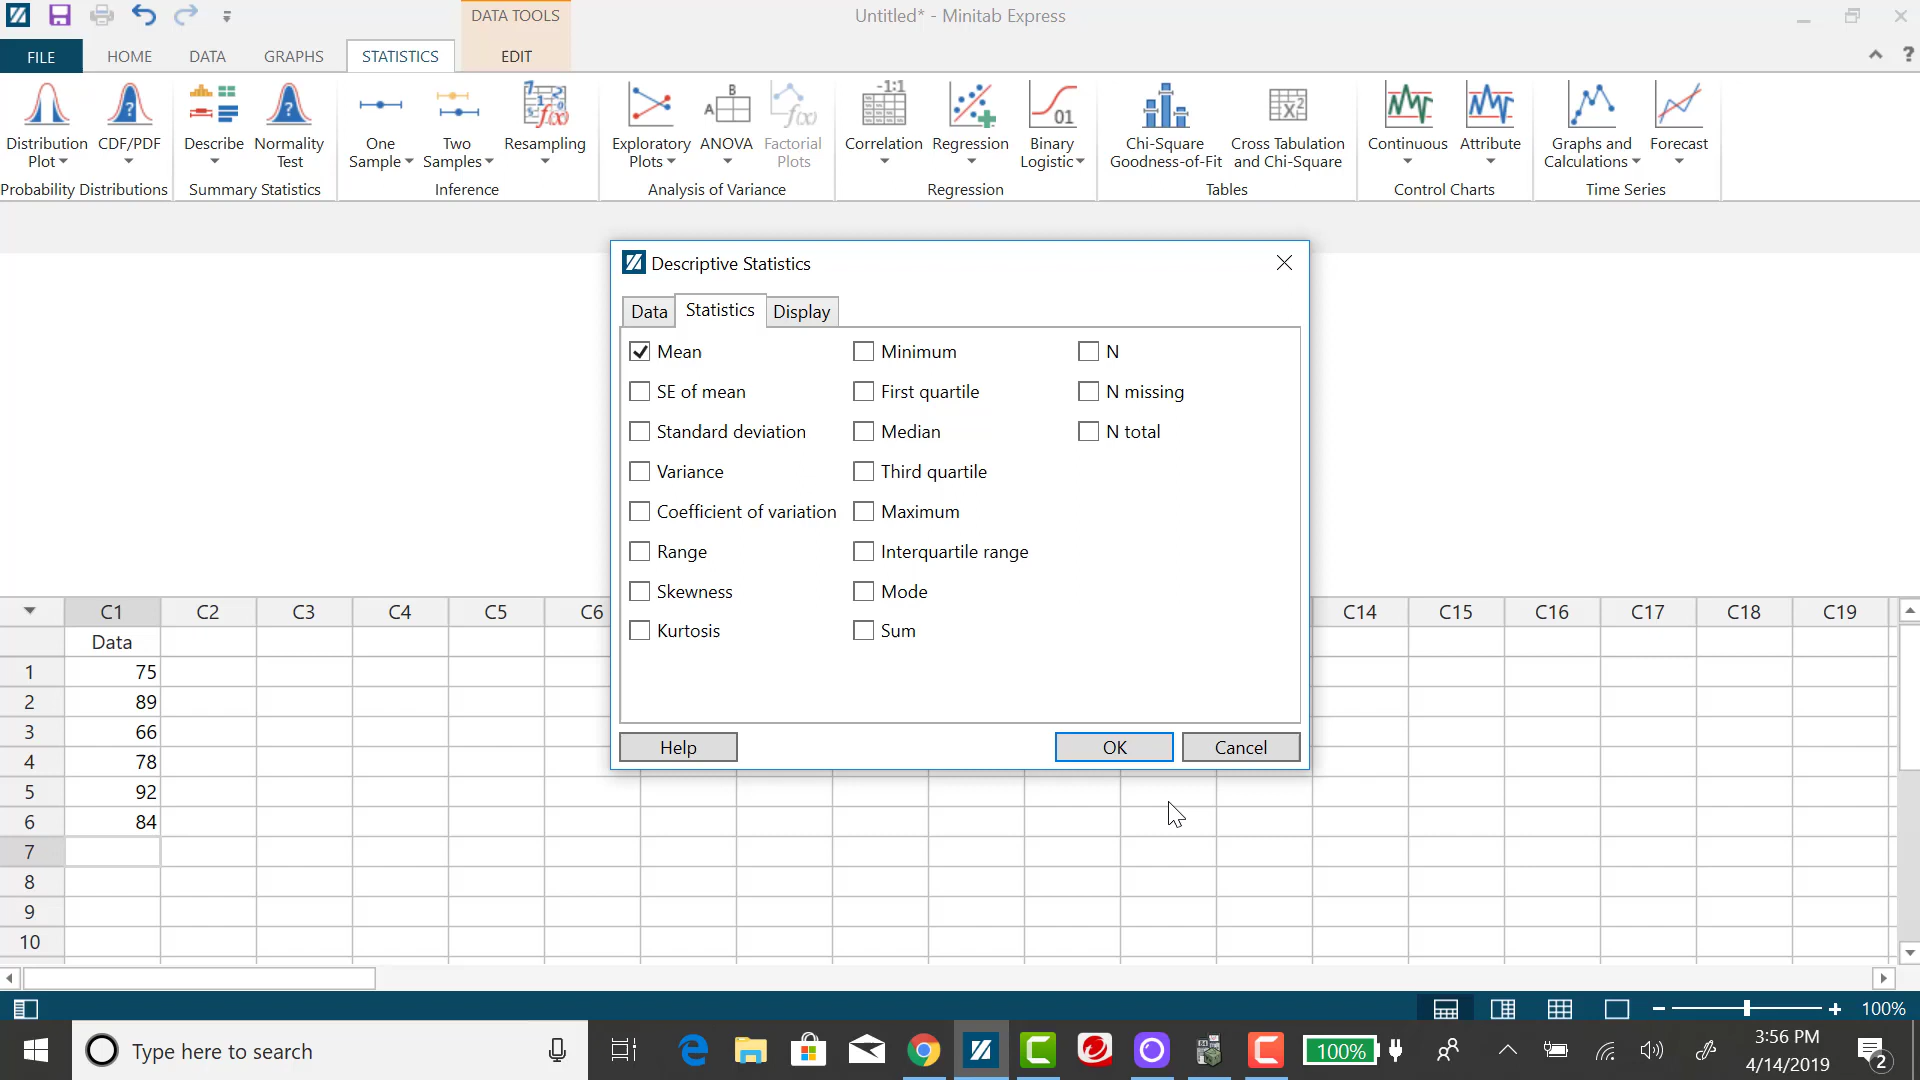 DATA TOOLS
Untitled* - Minitab Express
FILE HOME DATA GRAPHS STATISTICS EDIT
?
Distribution Plot
CDF/PDF
Probability Distributions
Describe
Normality Test
Summary Statistics
One Sample
Two Samples
Resampling
Inference
Exploratory Plots
ANOVA
Factorial Plots
Analysis of Variance
Correlation
Regression
Binary Logistic
Regression
Chi-Square Goodness-of-Fit
Cross Tabulation and Chi-Square
Tables
Continuous
Attribute
Control Charts
Graphs and Calculations
Forecast
Time Series
Descriptive Statistics
Data Statistics Display
Mean Minimum N
SE of mean First quartile N missing
Standard deviation Median N total
Variance Third quartile
Coefficient of variation Maximum
Range Interquartile range
Skewness Mode
Kurtosis Sum
Help OK Cancel
C1 C2 C3 C4 C5 C6 C14 C15 C16 C17 C18 C19
Data
1 75
2 89
3 66
4 78
5 92
6 84
7
8
9
10
100%
Type here to search
100%
3:56 PM
4/14/2019
2